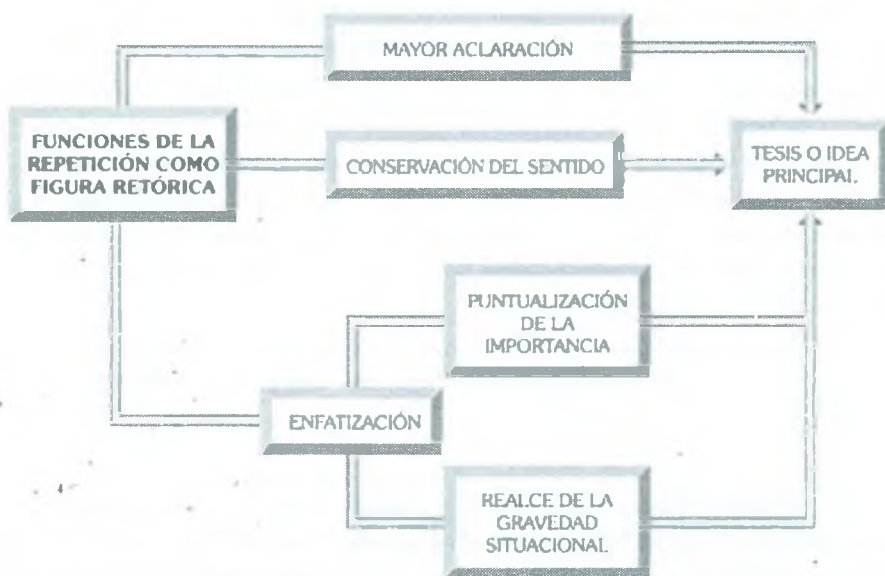 MAYOR ACLARACIÓN
FUNCIONES DE LA
REPETICIÓN COMO
FIGURA RETÓRICA
CONSERVACIÓN DEL SENTIDO
TESIS O IDEA
PRINCIPAL
PUNTUALIZACIÓN
DE LA
IMPORTANCIA
ENFATIZACIÓN
REALCE DE LA
GRAVEDAD
SITUACIONAL